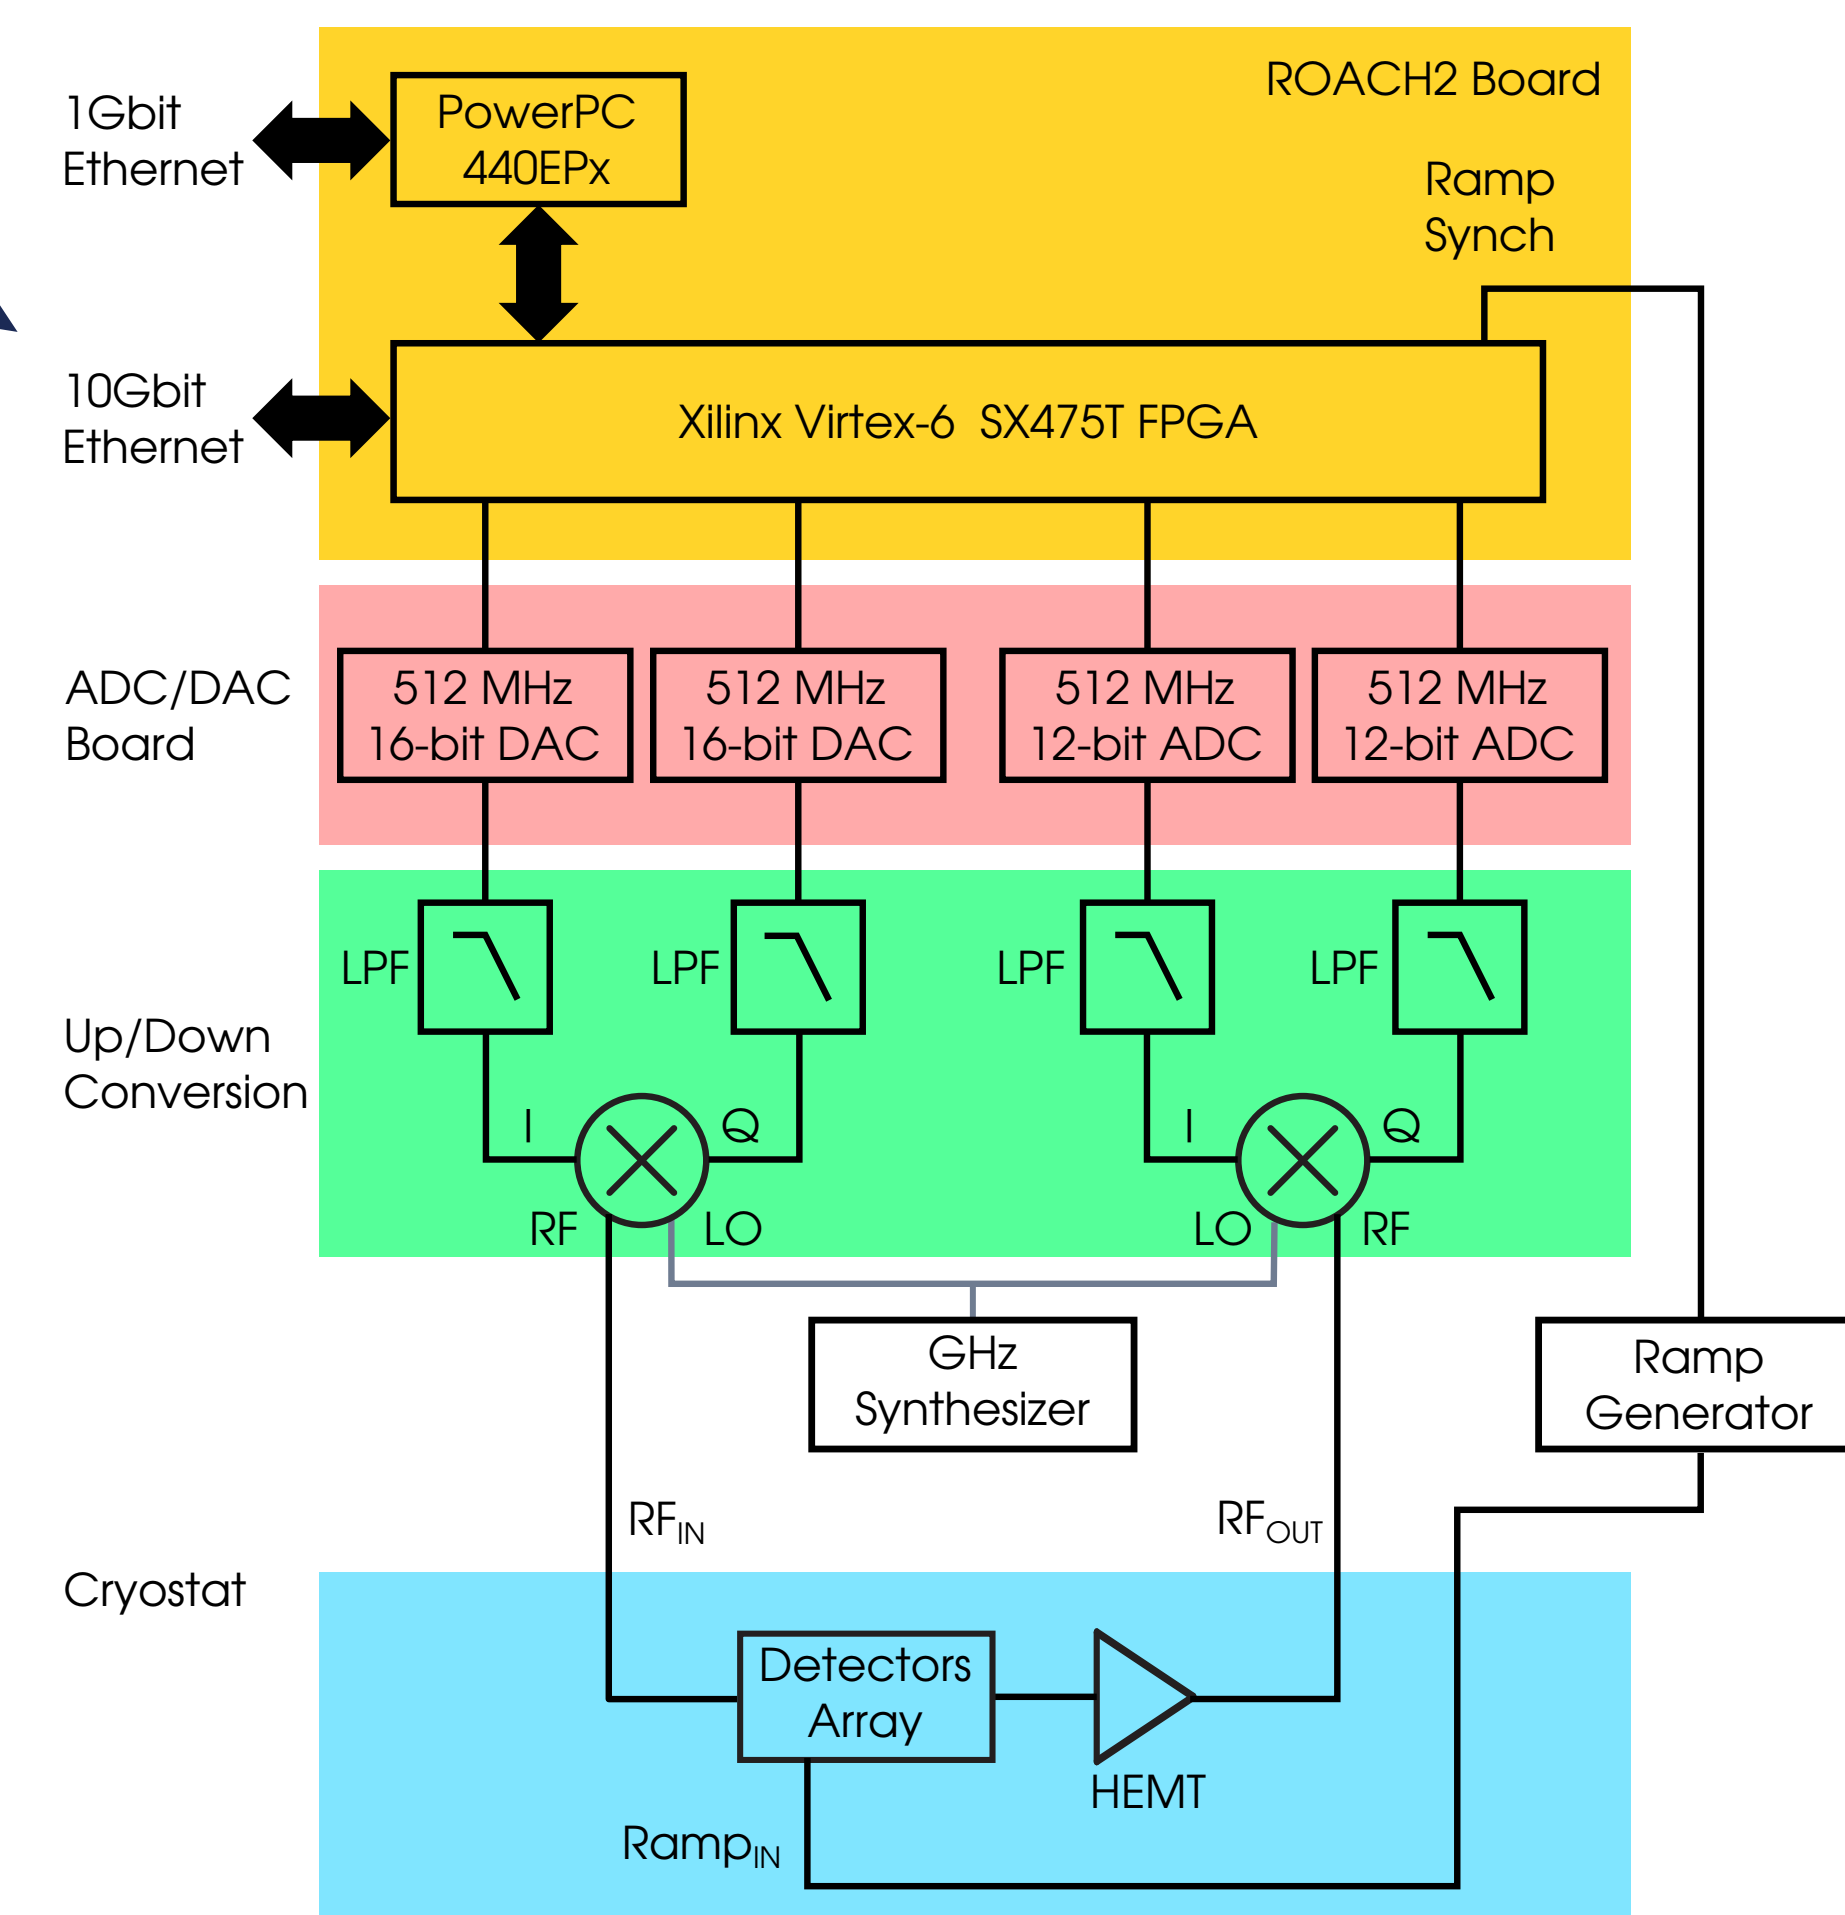 ROACH2 Board
1Gbit
Ethernet
PowerPC
440EPx
Ramp
Synch
10Gbit
Ethernet
Xilinx Virtex-6 SX475T FPGA
ADC/DAC
Board
512 MHz
16-bit DAC
512 MHz
16-bit DAC
512 MHz
12-bit ADC
512 MHz
12-bit ADC
LPF
LPF
LPF
LPF
Up/Down
Conversion
I
Q
I
Q
RF
LO
LO
RF
GHz
Synthesizer
Ramp
Generator
RF_IN
RF_OUT
Cryostat
Detectors
Array
HEMT
Ramp_IN